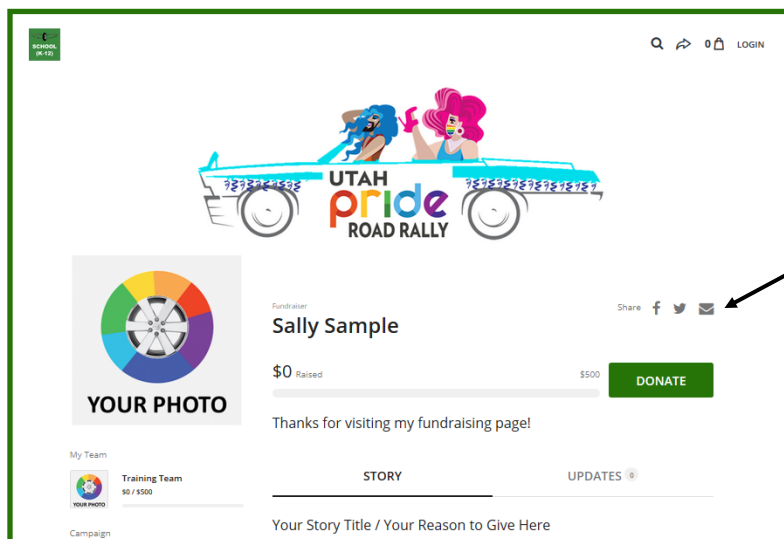 SCHOOL
(K-12)
0 LOGIN
UTAH
pride
ROAD RALLY
YOUR PHOTO
Fundraiser
Share
Sally Sample
$0 Raised
$500
DONATE
Thanks for visiting my fundraising page!
My Team
Training Team
$0 / $500
YOUR PHOTO
STORY
UPDATES 0
Campaign
Your Story Title / Your Reason to Give Here